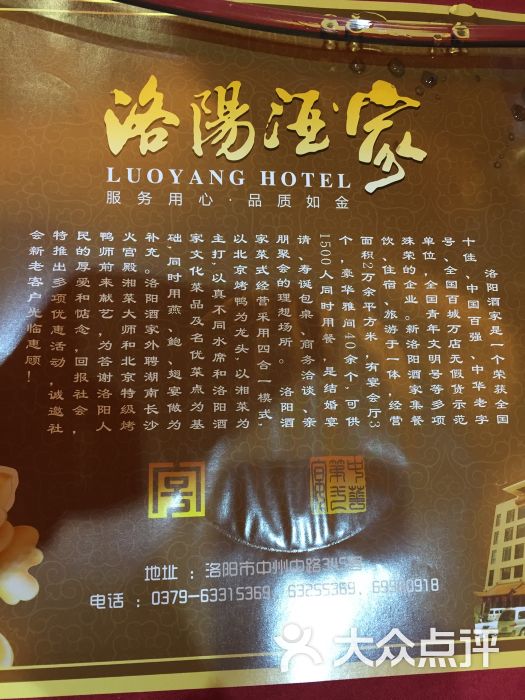 洛陽酒家
LUOYANG HOTEL
服务用心·品质如金
洛阳酒家是一个荣获全国
十佳、中国百强、中华老字
号、全国百城万店无假货示范
单位，全国青年文明号等多项
殊荣的企业。新洛阳酒家集餐
饮、住宿、旅游于一体，经营
面积2万余平方米，有宴会厅3
个，豪华雅间40余个，可供
1500人同时用餐，是结婚宴
请、寿诞包桌、商务洽谈、亲
朋聚会的理想场所。 洛阳酒
家菜式经营采用四合一模式，
以北京烤鸭为龙头，以湘菜为
主打，以真不同水席和洛阳酒
家文化菜品及名优菜点为基
础，同时用燕、鲍、翅宴做为
补充。洛阳酒家外聘湖南长沙
火宫殿湘菜大师和北京特级烤
鸭师前来献艺，为答谢洛阳人
民的厚爱和惦念，回报社会，
特推出多项优惠活动，诚邀社
会新老客户光临惠顾！
地址：洛阳市中州中路345号
电话：0379-63315369、63255369、69900918
大众点评